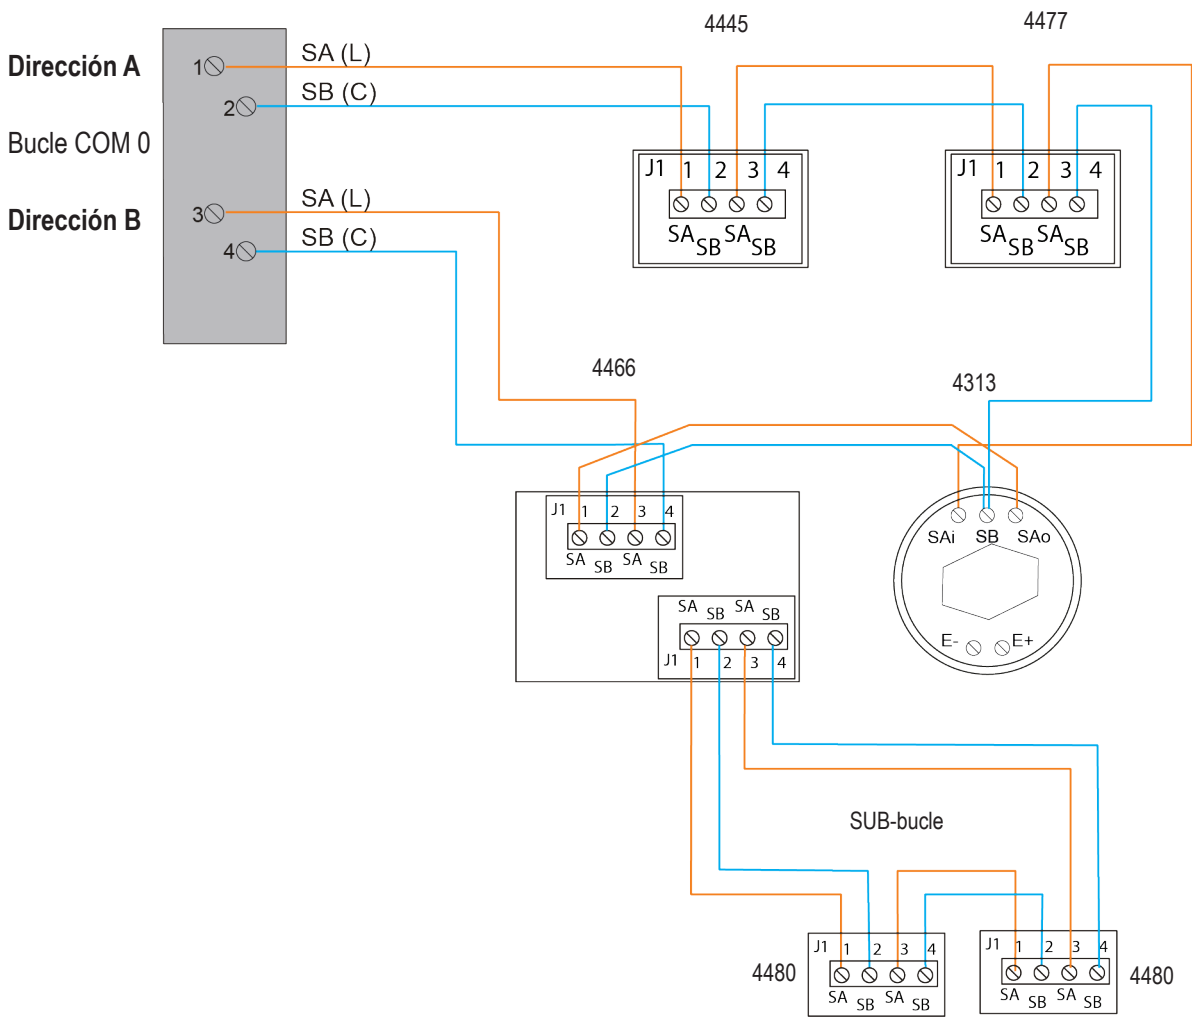 4445
4477
Dirección A
1
SA (L)
2
SB (C)
Bucle COM 0
Dirección B
3
SA (L)
4
SB (C)
J1 1 2 3 4
SA SB SA SB
J1 1 2 3 4
SA SB SA SB
4466
4313
J1 1 2 3 4
SA SB SA SB
SAi SB SAo
E- E+
SA SB SA SB
J1 1 2 3 4
SUB-bucle
J1 1 2 3 4
SA SB SA SB
4480
J1 1 2 3 4
SA SB SA SB
4480